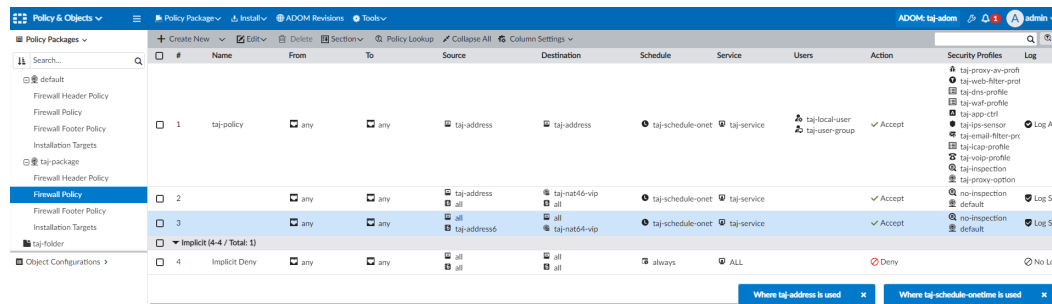 Policy & Objects
Policy Package Install ADOM Revisions Tools
ADOM: taj-adom 1 A admin
Policy Packages
Create New Edit Delete Section Policy Lookup Collapse All Column Settings
Search...
# Name From To Source Destination Schedule Service Users Action Security Profiles Log
default
Firewall Header Policy
Firewall Policy
Firewall Footer Policy
Installation Targets
taj-package
Firewall Header Policy
Firewall Policy
Firewall Footer Policy
Installation Targets
taj-folder
Object Configurations >
1 taj-policy any any taj-address taj-address taj-schedule-onet taj-service
taj-local-user
taj-user-group
Accept
taj-proxy-av-profi
taj-web-filter-prof
taj-dns-profile
taj-waf-profile
taj-app-ctrl
taj-ips-sensor
taj-email-filter-prc
taj-icap-profile
taj-voip-profile
taj-inspection
taj-proxy-option
Log A
2 any any
taj-address
all
taj-nat46-vip
all
taj-schedule-onet taj-service Accept
no-inspection
default
Log S
3 any any
all
taj-address6
all
taj-nat64-vip
taj-schedule-onet taj-service Accept
no-inspection
default
Log S
Implicit (4-4 / Total: 1)
4 Implicit Deny any any
all
all
all
all
always ALL Deny No Lo
Where taj-address is used ×
Where taj-schedule-onetime is used ×